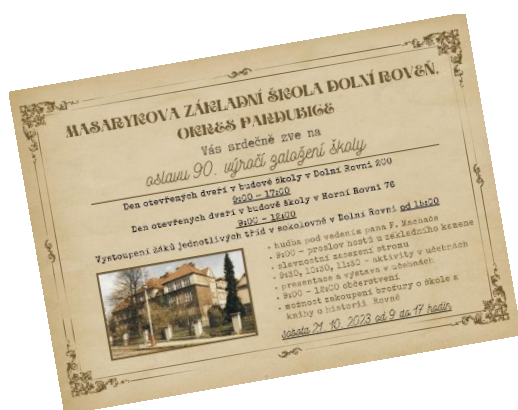 MASARYKOVA ZÁKLADNÍ ŠKOLA DOLNÍ ROVEŇ,
OKRES PARDUBICE
Vás srdečně zve na
oslavu 90. výročí založení školy
Den otevřených dveří v budově školy v Dolní Rovni 200
9:00 - 17:00
Den otevřených dveří v budově školy v Horní Rovni 76
9:00 - 12:00
Vystoupení žáků jednotlivých tříd v sokolovně v Dolní Rovni od 14:00
- hudba pod vedením pana F. Machače
- 9:00 - proslov hostů u základního kamene
- slavnostní zasazení stromu
- 9:30, 10:30, 11:30 - aktivity v učebnách
- prezentace a výstava v učebnách
- 9:00 - 12:00 občerstvení
- možnost zakoupení brožury o škole a
knihy o historii Rovně
sobota 21. 10. 2023 od 9 do 17 hodin